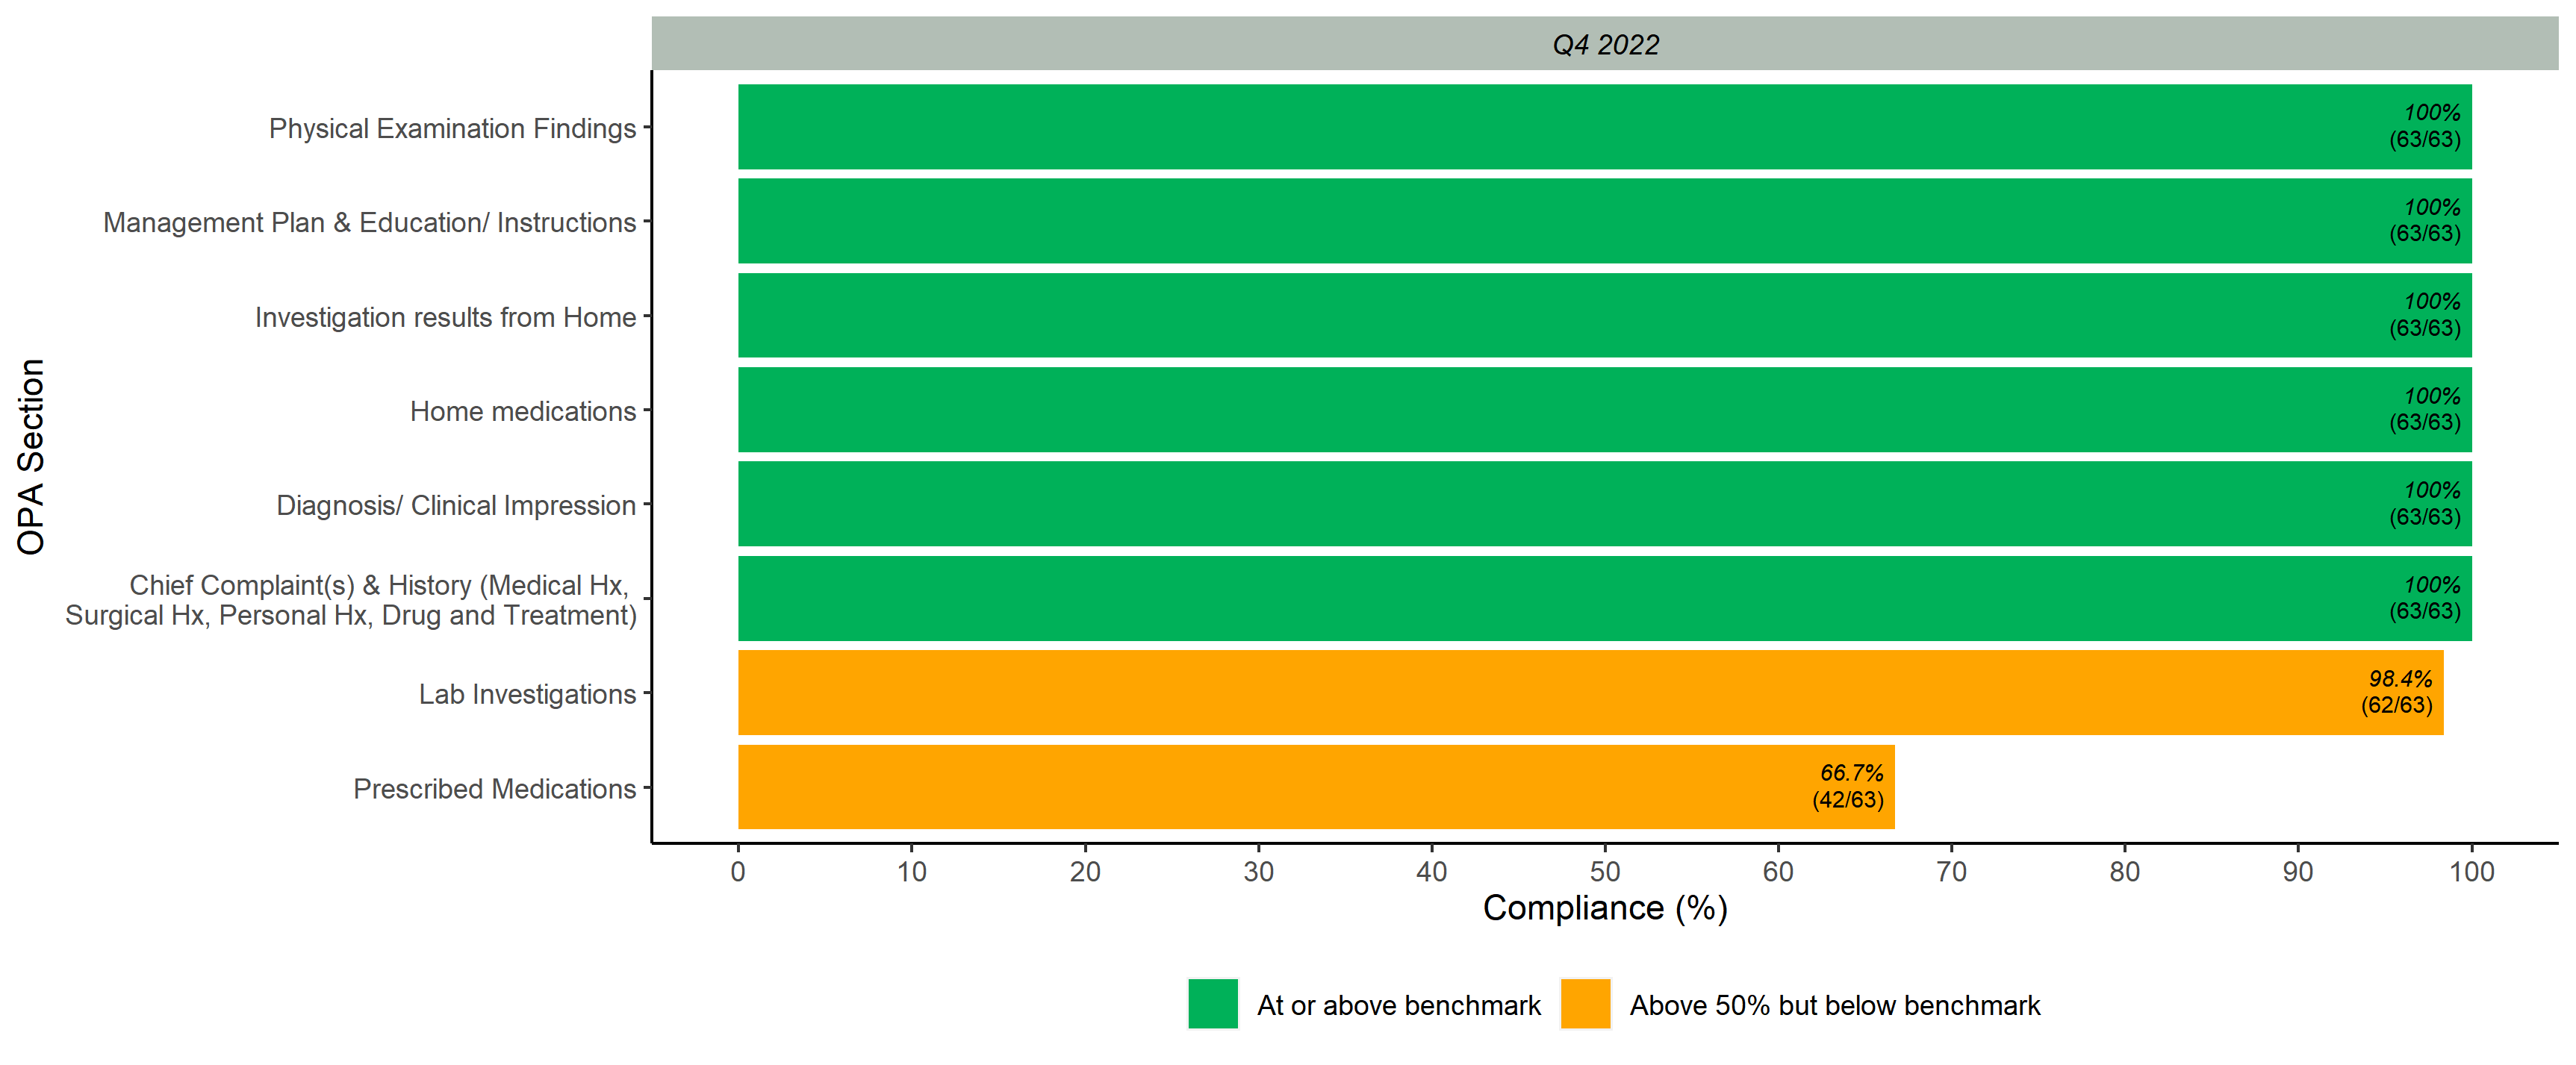 Q4 2022
OPA Section
Physical Examination Findings
100%
(63/63)
Management Plan & Education/ Instructions
100%
(63/63)
Investigation results from Home
100%
(63/63)
Home medications
100%
(63/63)
Diagnosis/ Clinical Impression
100%
(63/63)
Chief Complaint(s) & History (Medical Hx,
Surgical Hx, Personal Hx, Drug and Treatment)
100%
(63/63)
Lab Investigations
98.4%
(62/63)
Prescribed Medications
66.7%
(42/63)
0 10 20 30 40 50 60 70 80 90 100
Compliance (%)
At or above benchmark Above 50% but below benchmark